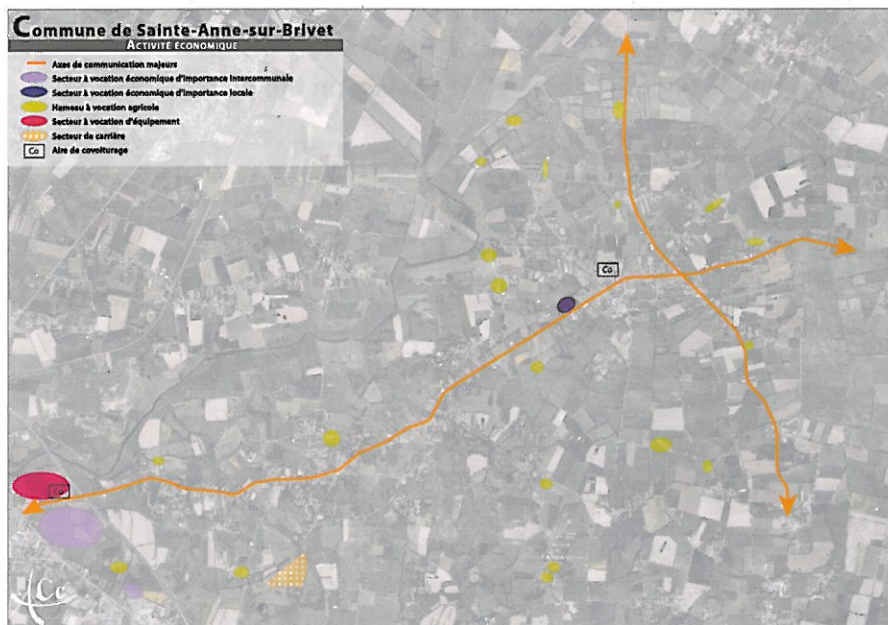 Commune de Sainte-Anne-sur-Brivet
ACTIVITÉ ÉCONOMIQUE
Axes de communication majeurs
Secteur à vocation économique d'importance intercommunale
Secteur à vocation économique d'importance locale
Hameau à vocation agricole
Secteur à vocation d'équipement
Secteur de carrière
Co Aire de covoiturage
Co
Co